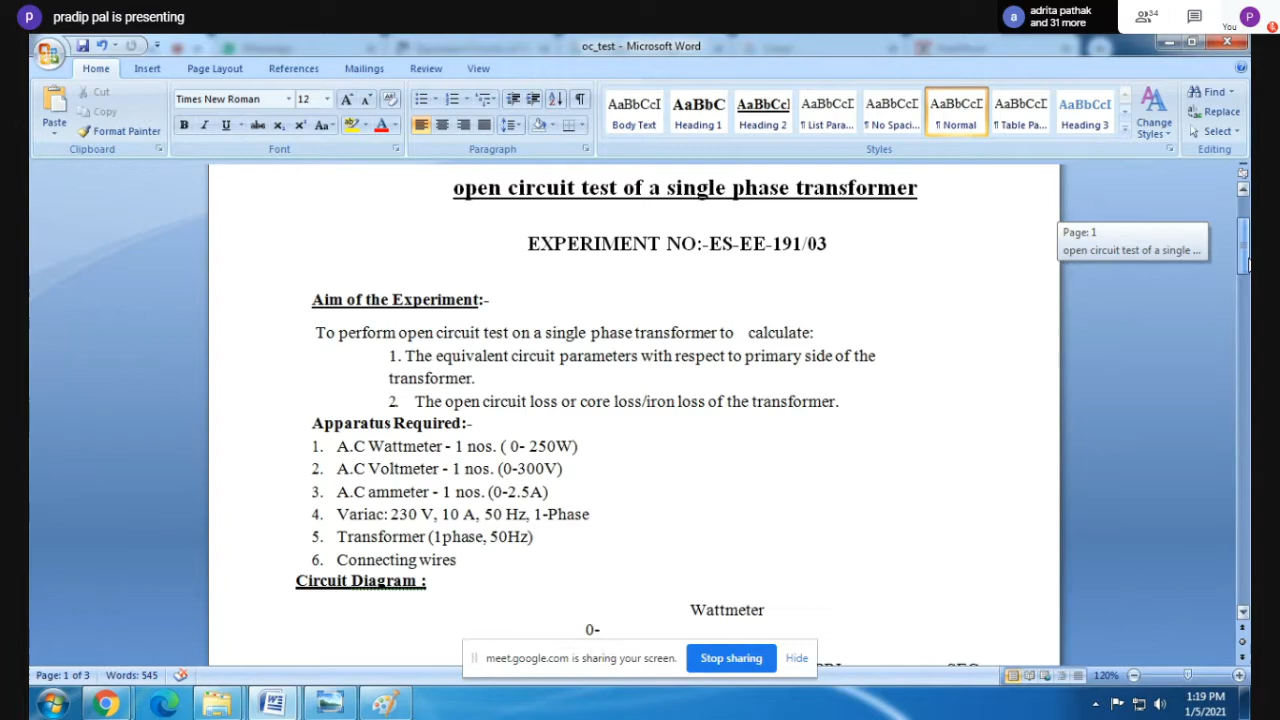 p pradip pal is presenting
a adrita pathak
and 31 more
34
P
You
oc_test - Microsoft Word
Home Insert Page Layout References Mailings Review View
Paste
Cut
Copy
Format Painter
Clipboard
Times New Roman 12
Font
Paragraph
AaBbCcI Body Text
AaBbC Heading 1
AaBbCcl Heading 2
AaBbCcI ¶ List Para...
AaBbCcI ¶ No Spaci...
AaBbCcI ¶ Normal
AaBbCcI ¶ Table Pa...
AaBbCcI Heading 3
Change
Styles
Styles
Find
Replace
Select
Editing
open circuit test of a single phase transformer
EXPERIMENT NO:-ES-EE-191/03
Page: 1
open circuit test of a single ...
Aim of the Experiment:-
To perform open circuit test on a single phase transformer to calculate:
1. The equivalent circuit parameters with respect to primary side of the
transformer.
2. The open circuit loss or core loss/iron loss of the transformer.
Apparatus Required:-
1. A.C Wattmeter - 1 nos. ( 0- 250W)
2. A.C Voltmeter - 1 nos. (0-300V)
3. A.C ammeter - 1 nos. (0-2.5A)
4. Variac: 230 V, 10 A, 50 Hz, 1-Phase
5. Transformer (1phase, 50Hz)
6. Connecting wires
Circuit Diagram :
Wattmeter
0-
meet.google.com is sharing your screen. Stop sharing Hide
Page: 1 of 3 Words: 545
120%
1:19 PM
1/5/2021